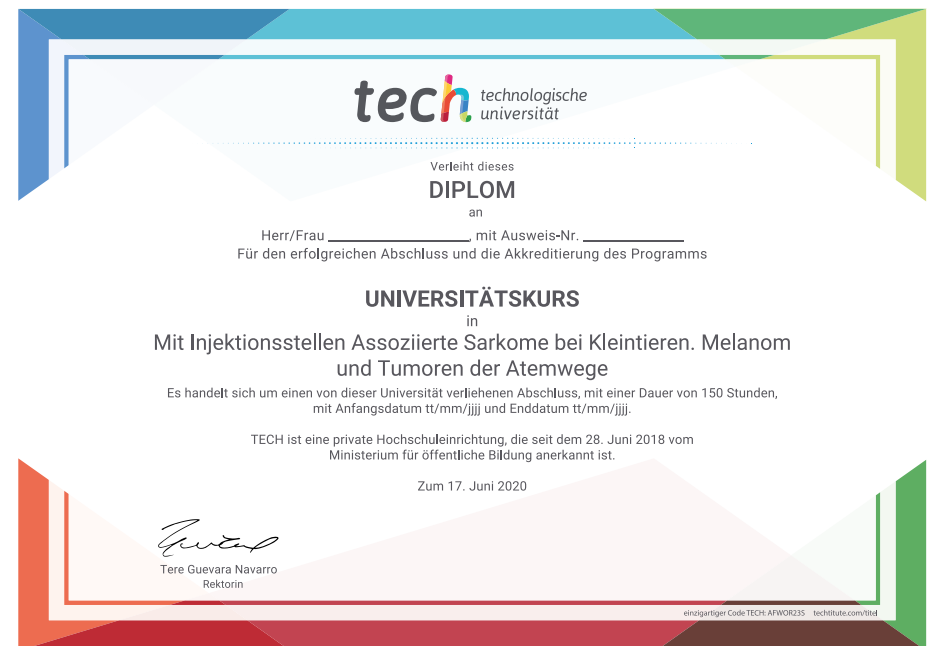 tech technologische
universität
Verleiht dieses
DIPLOM
an
Herr/Frau ____________________, mit Ausweis-Nr. ______________
Für den erfolgreichen Abschluss und die Akkreditierung des Programms
UNIVERSITÄTSKURS
in
Mit Injektionsstellen Assoziierte Sarkome bei Kleintieren. Melanom
und Tumoren der Atemwege
Es handelt sich um einen von dieser Universität verliehenen Abschluss, mit einer Dauer von 150 Stunden,
mit Anfangsdatum tt/mm/jjjj und Enddatum tt/mm/jjjj.
TECH ist eine private Hochschuleinrichtung, die seit dem 28. Juni 2018 vom
Ministerium für öffentliche Bildung anerkannt ist.
Zum 17. Juni 2020
Tere Guevara Navarro
Rektorin
einzigartiger Code TECH: AFWOR23S techtitute.com/titel